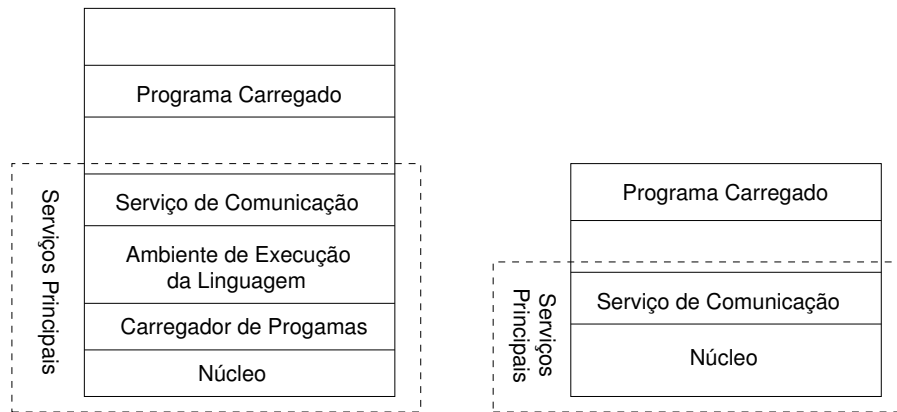 Programa Carregado
Serviços Principais
Serviço de Comunicação
Ambiente de Execução
da Linguagem
Carregador de Progamas
Núcleo
Programa Carregado
Serviços
Principais
Serviço de Comunicação
Núcleo